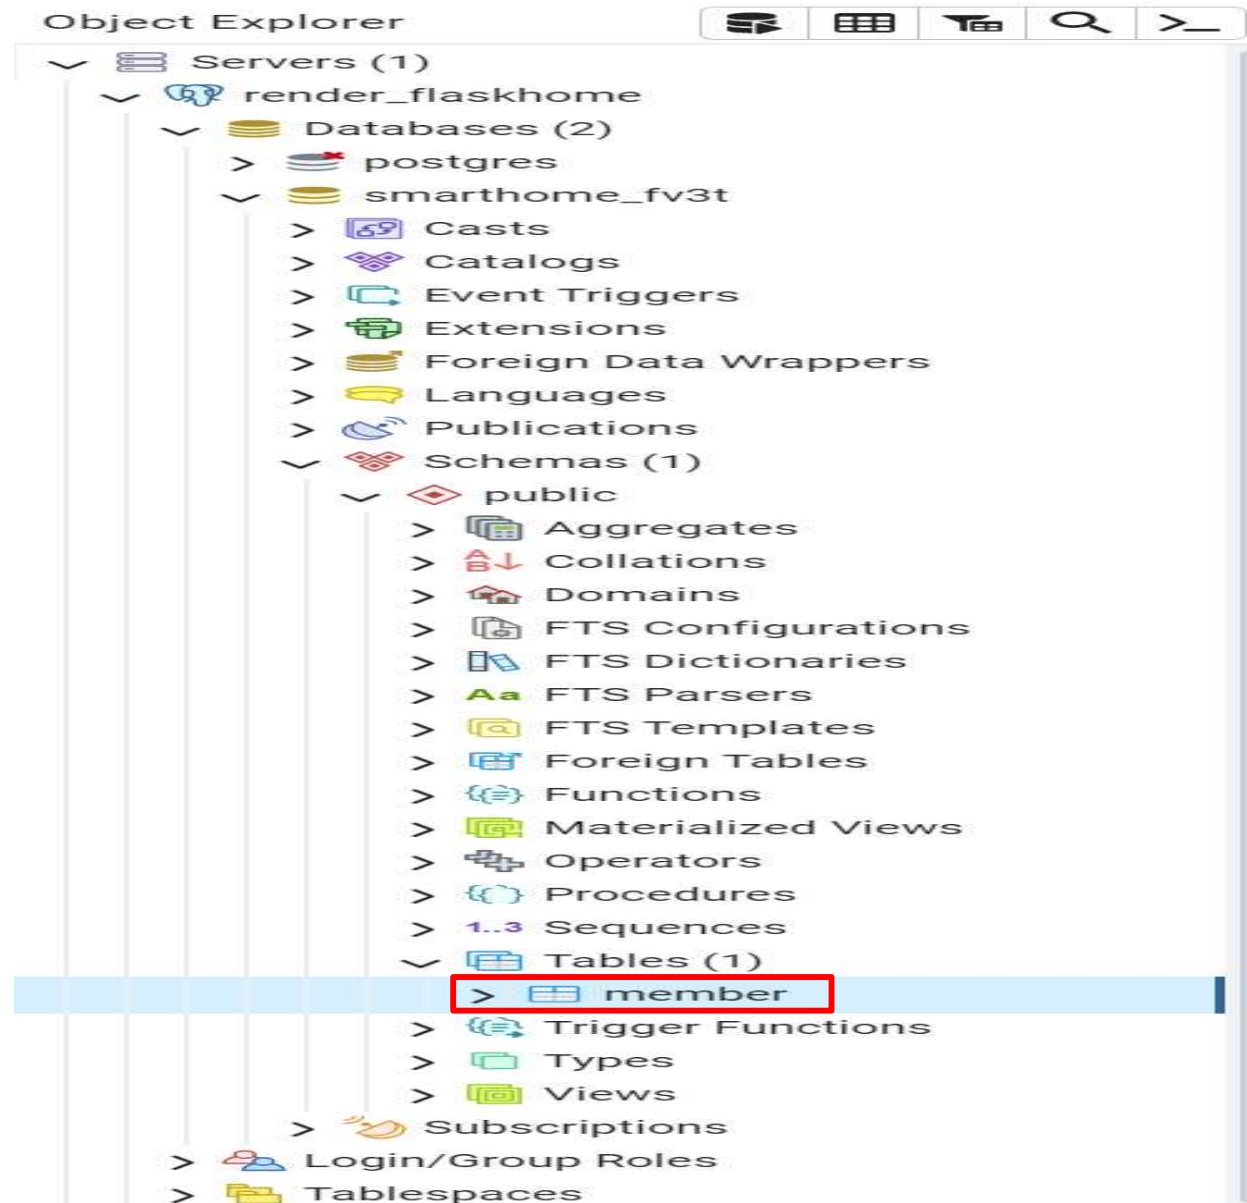 Object Explorer
Servers (1)
render_flaskhome
Databases (2)
postgres
smarthome_fv3t
Casts
Catalogs
Event Triggers
Extensions
Foreign Data Wrappers
Languages
Publications
Schemas (1)
public
Aggregates
Collations
Domains
FTS Configurations
FTS Dictionaries
Aa FTS Parsers
FTS Templates
Foreign Tables
Functions
Materialized Views
Operators
Procedures
1..3 Sequences
Tables (1)
member
Trigger Functions
Types
Views
Subscriptions
Login/Group Roles
Tablespaces